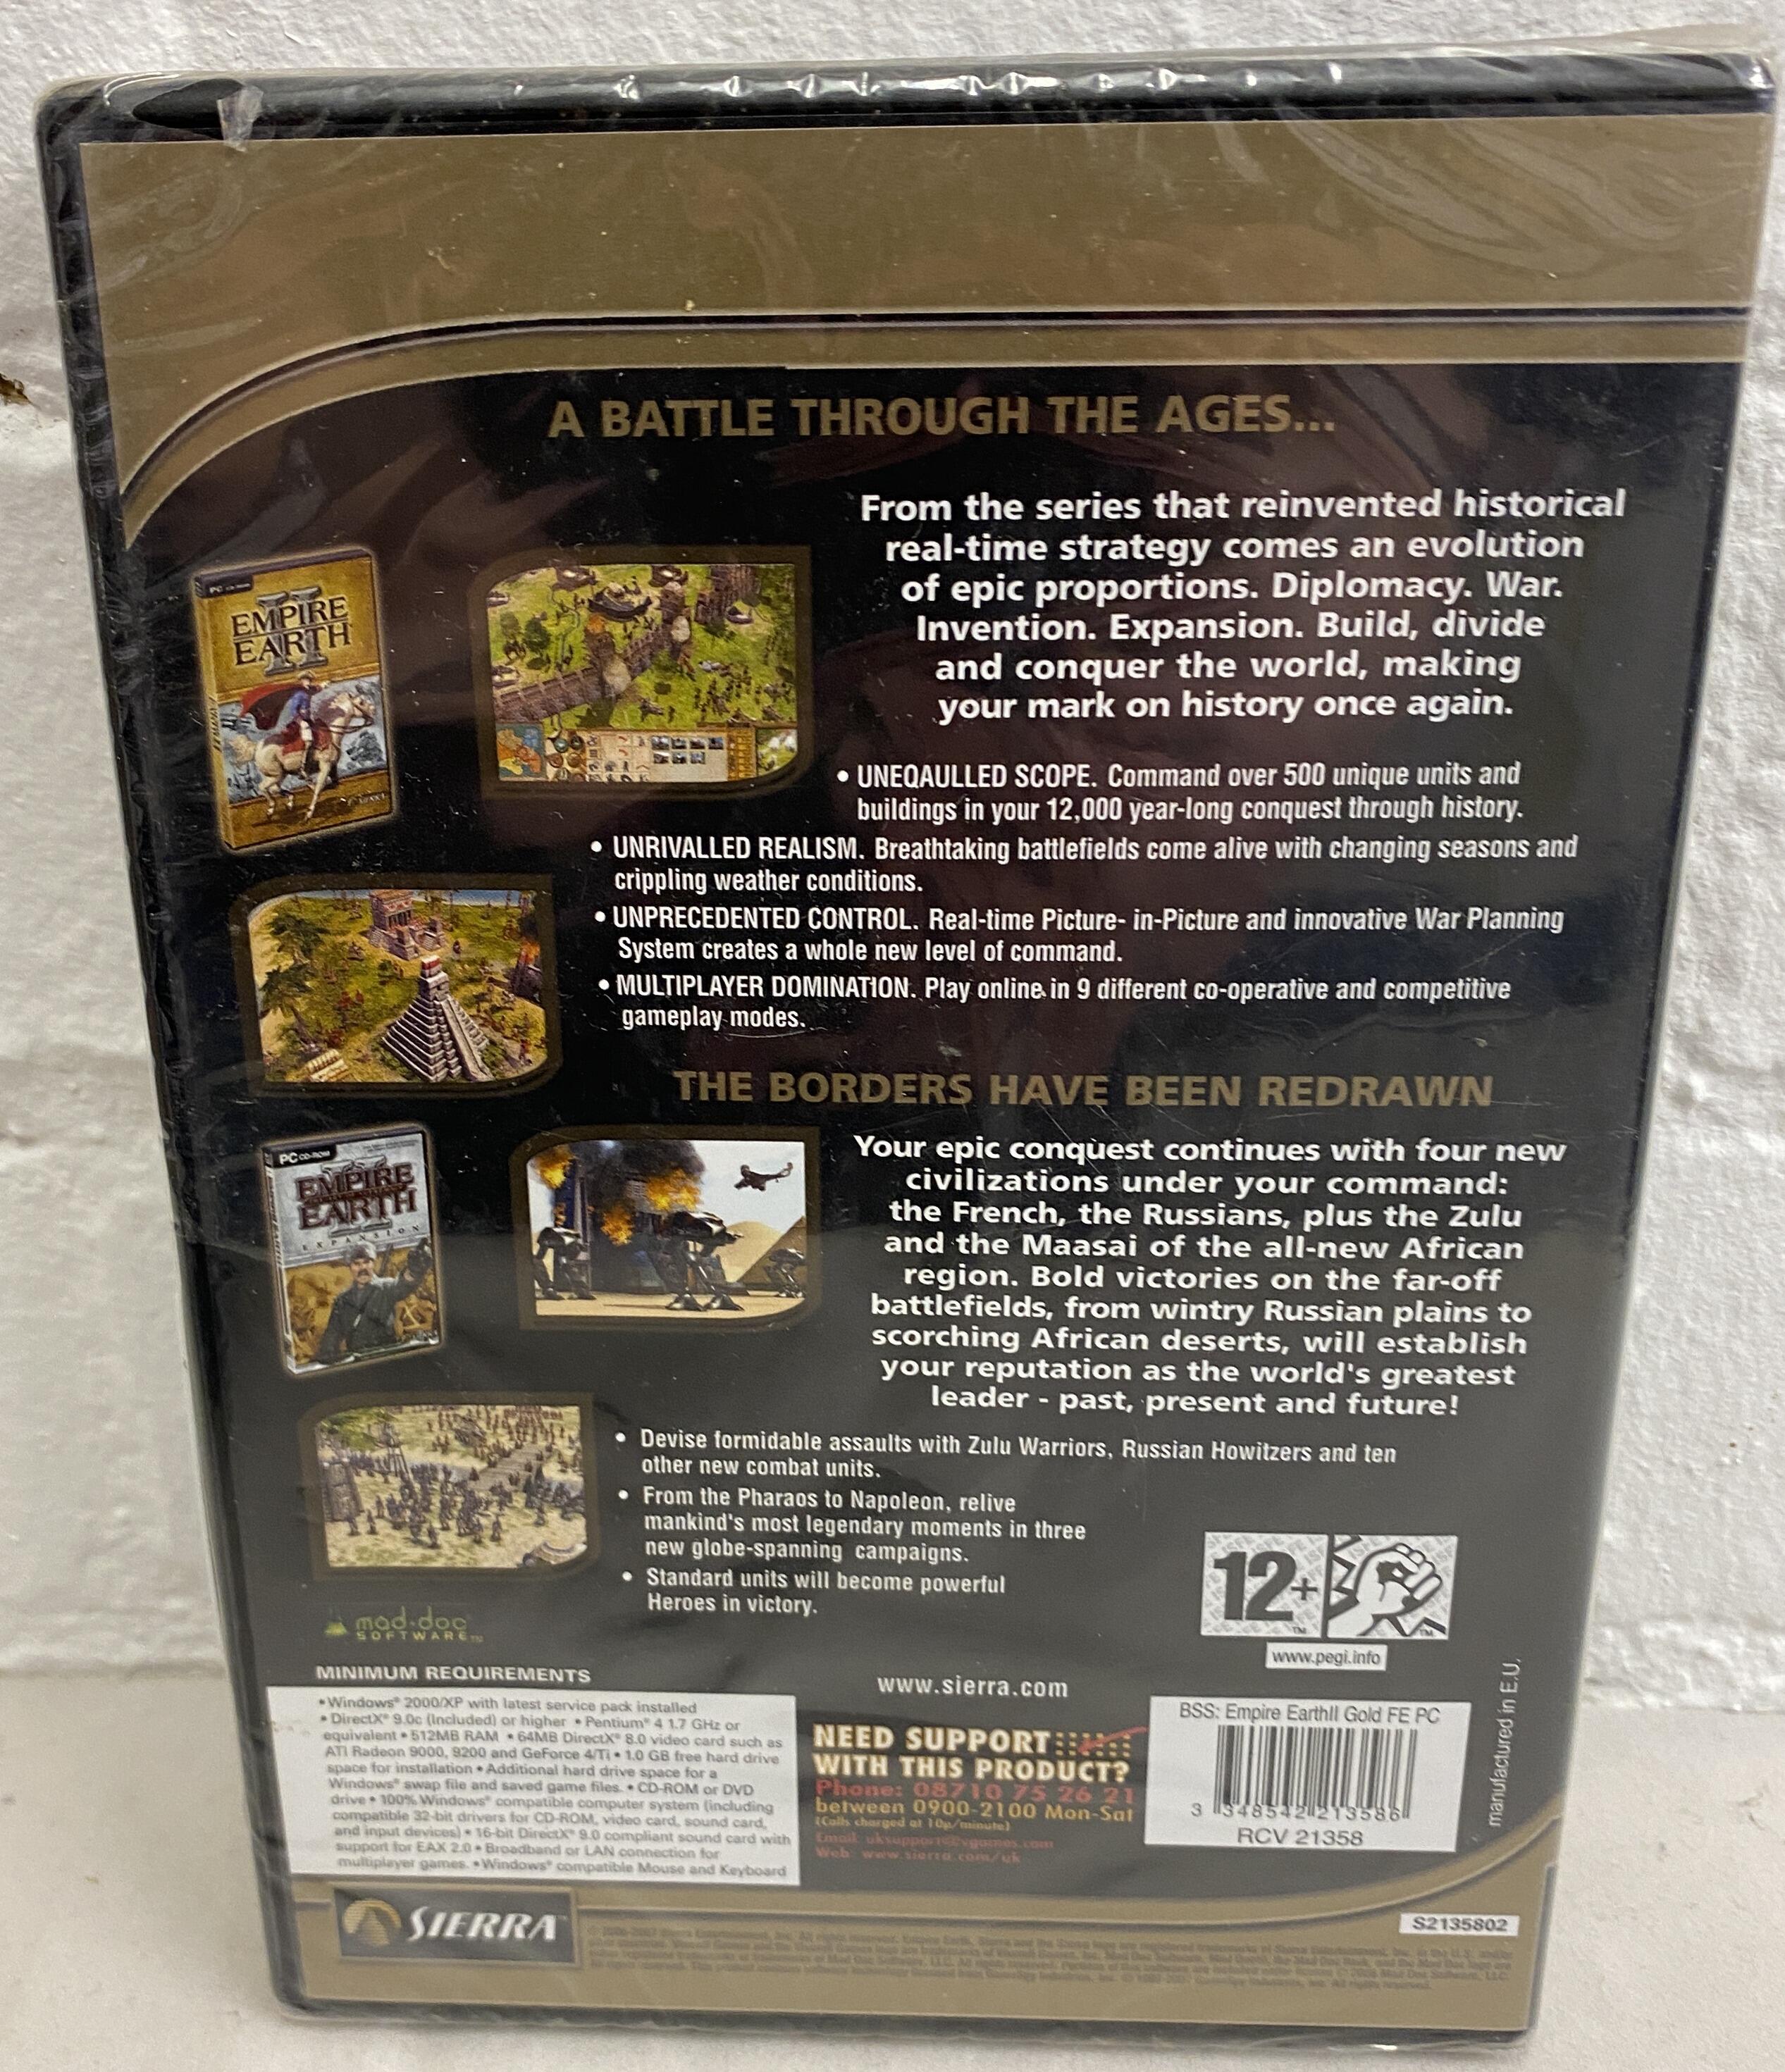 A BATTLE THROUGH THE AGES...
From the series that reinvented historical
real-time strategy comes an evolution
of epic proportions. Diplomacy. War.
Invention. Expansion. Build, divide
and conquer the world, making
your mark on history once again.
PC
EMPIRE
EARTH
II
• UNEQAULLED SCOPE. Command over 500 unique units and
buildings in your 12,000 year-long conquest through history.
• UNRIVALLED REALISM. Breathtaking battlefields come alive with changing seasons and
crippling weather conditions.
• UNPRECEDENTED CONTROL. Real-time Picture- in-Picture and innovative War Planning
System creates a whole new level of command.
• MULTIPLAYER DOMINATION. Play online in 9 different co-operative and competitive
gameplay modes.
THE BORDERS HAVE BEEN REDRAWN
PC CD-ROM
EMPIRE
EARTH
II
EXPANSION
Your epic conquest continues with four new
civilizations under your command:
the French, the Russians, plus the Zulu
and the Maasai of the all-new African
region. Bold victories on the far-off
battlefields, from wintry Russian plains to
scorching African deserts, will establish
your reputation as the world's greatest
leader - past, present and future!
• Devise formidable assaults with Zulu Warriors, Russian Howitzers and ten
other new combat units.
• From the Pharaos to Napoleon, relive
mankind's most legendary moments in three
new globe-spanning campaigns.
• Standard units will become powerful
Heroes in victory.
12+
™
™
www.pegi.info
mad·doc
SOFTWARE™
MINIMUM REQUIREMENTS
• Windows® 2000/XP with latest service pack installed
• DirectX® 9.0c (Included) or higher • Pentium® 4 1.7 GHz or
equivalent • 512MB RAM • 64MB DirectX® 8.0 video card such as
ATI Radeon 9000, 9200 and GeForce 4/Ti • 1.0 GB free hard drive
space for installation • Additional hard drive space for a
Windows® swap file and saved game files. • CD-ROM or DVD
drive • 100% Windows® compatible computer system (including
compatible 32-bit drivers for CD-ROM, video card, sound card,
and input devices) • 16-bit DirectX® 9.0 compliant sound card with
support for EAX 2.0 • Broadband or LAN connection for
multiplayer games. • Windows® compatible Mouse and Keyboard
www.sierra.com
NEED SUPPORT
WITH THIS PRODUCT?
Phone: 08710 75 26 21
between 0900-2100 Mon-Sat
(Calls charged at 10p/minute)
Email: uksupport@vgames.com
Web: www.sierra.com/uk
BSS: Empire EarthII Gold FE PC
3 348542 213586
RCV 21358
manufactured in E.U.
SIERRA
S2135802